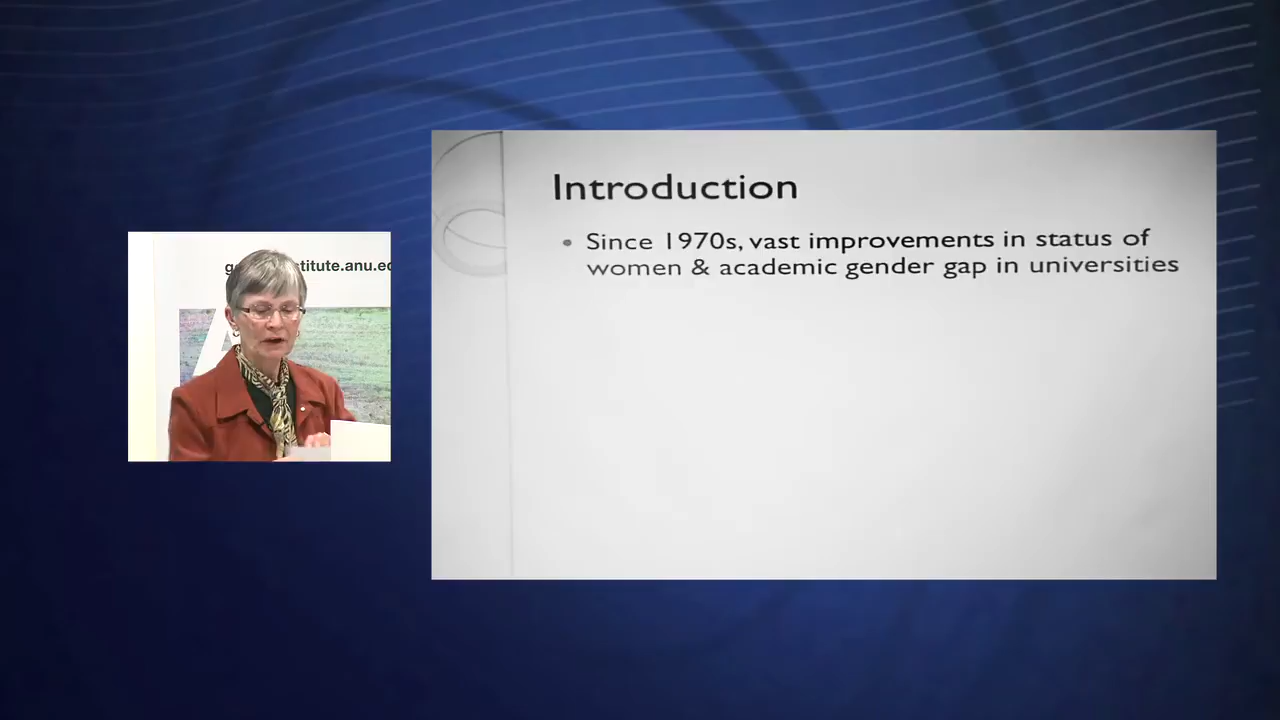 Introduction
• Since 1970s, vast improvements in status of
women & academic gender gap in universities